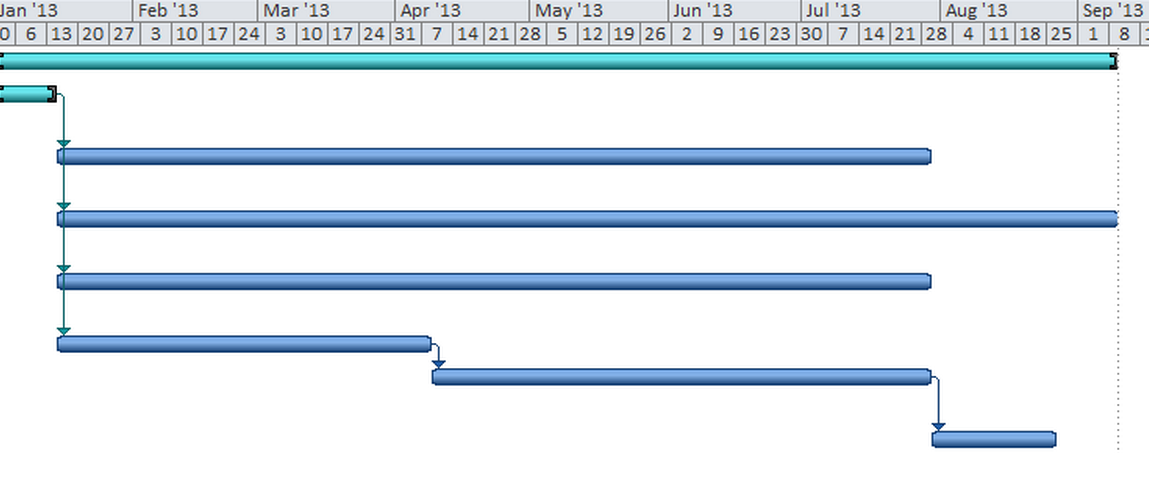 Jan '13 Feb '13 Mar '13 Apr '13 May '13 Jun '13 Jul '13 Aug '13 Sep '13
0 6 13 20 27 3 10 17 24 3 10 17 24 31 7 14 21 28 5 12 19 26 2 9 16 23 30 7 14 21 28 4 11 18 25 1 8 1